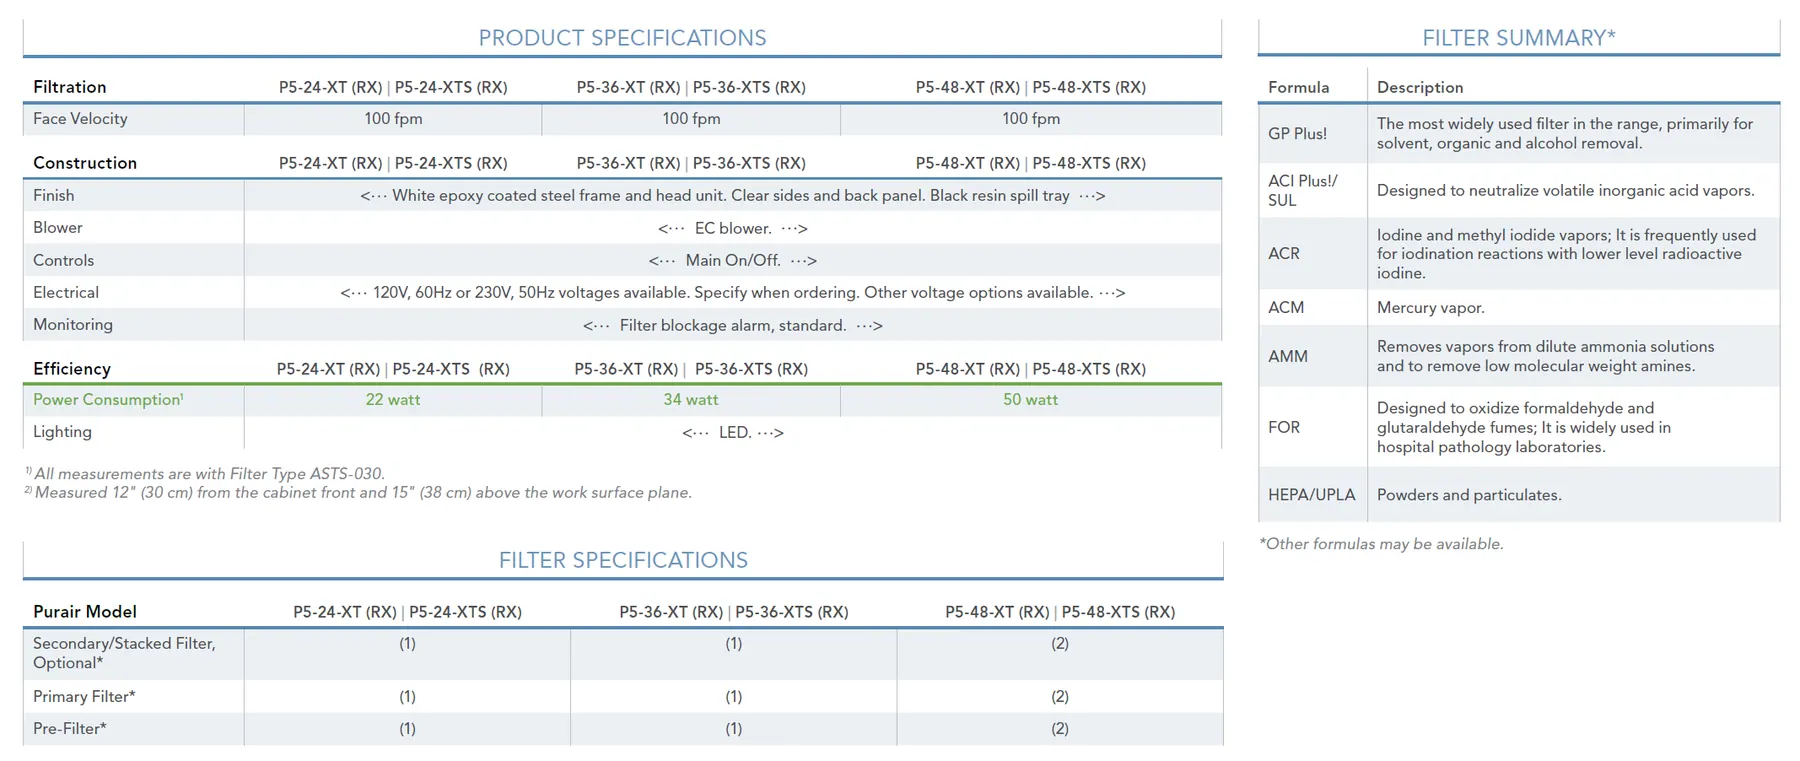 PRODUCT SPECIFICATIONS
Filtration P5-24-XT (RX) | P5-24-XTS (RX) P5-36-XT (RX) | P5-36-XTS (RX) P5-48-XT (RX) | P5-48-XTS (RX)
Face Velocity 100 fpm 100 fpm 100 fpm
Construction P5-24-XT (RX) | P5-24-XTS (RX) P5-36-XT (RX) | P5-36-XTS (RX) P5-48-XT (RX) | P5-48-XTS (RX)
Finish <··· White epoxy coated steel frame and head unit. Clear sides and back panel. Black resin spill tray ···>
Blower <··· EC blower. ···>
Controls <··· Main On/Off. ···>
Electrical <··· 120V, 60Hz or 230V, 50Hz voltages available. Specify when ordering. Other voltage options available. ···>
Monitoring <··· Filter blockage alarm, standard. ···>
Efficiency P5-24-XT (RX) | P5-24-XTS (RX) P5-36-XT (RX) | P5-36-XTS (RX) P5-48-XT (RX) | P5-48-XTS (RX)
Power Consumption¹ 22 watt 34 watt 50 watt
Lighting <··· LED. ···>
¹⁾ All measurements are with Filter Type ASTS-030.
²⁾ Measured 12" (30 cm) from the cabinet front and 15" (38 cm) above the work surface plane.
FILTER SPECIFICATIONS
Purair Model P5-24-XT (RX) | P5-24-XTS (RX) P5-36-XT (RX) | P5-36-XTS (RX) P5-48-XT (RX) | P5-48-XTS (RX)
Secondary/Stacked Filter, (1) (1) (2)
Optional*
Primary Filter* (1) (1) (2)
Pre-Filter* (1) (1) (2)
FILTER SUMMARY*
Formula Description
GP Plus! The most widely used filter in the range, primarily for
solvent, organic and alcohol removal.
ACI Plus!/
SUL Designed to neutralize volatile inorganic acid vapors.
ACR Iodine and methyl iodide vapors; It is frequently used
for iodination reactions with lower level radioactive
iodine.
ACM Mercury vapor.
AMM Removes vapors from dilute ammonia solutions
and to remove low molecular weight amines.
FOR Designed to oxidize formaldehyde and
glutaraldehyde fumes; It is widely used in
hospital pathology laboratories.
HEPA/UPLA Powders and particulates.
*Other formulas may be available.